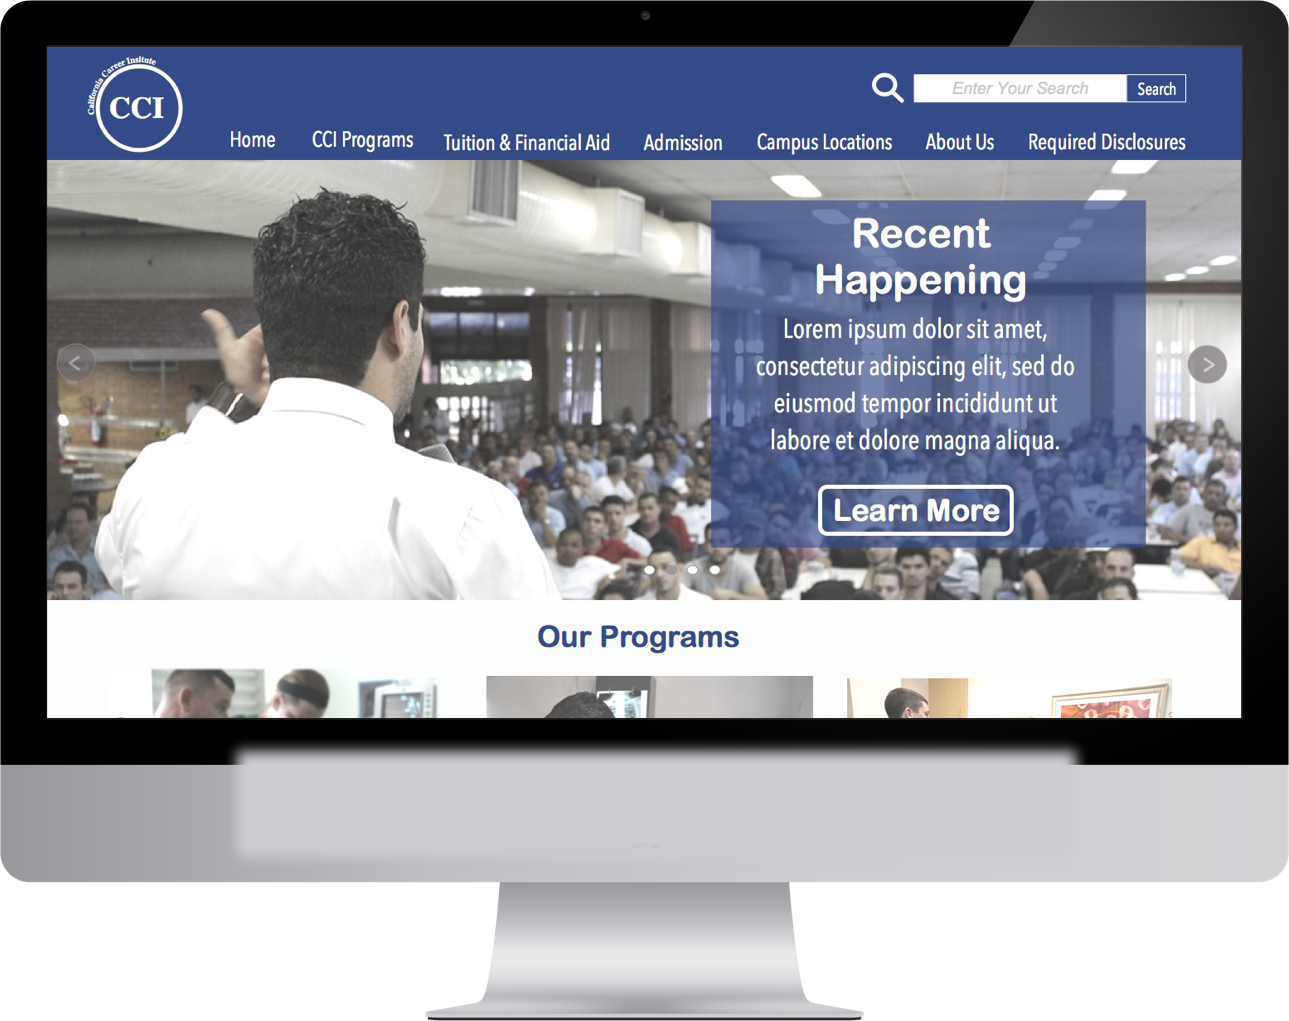 California Career Insitute
CCI
Enter Your Search
Search
Home
CCI Programs
Tuition & Financial Aid
Admission
Campus Locations
About Us
Required Disclosures
Recent
Happening
Lorem ipsum dolor sit amet,
consectetur adipiscing elit, sed do
eiusmod tempor incididunt ut
labore et dolore magna aliqua.
<
>
Learn More
Our Programs